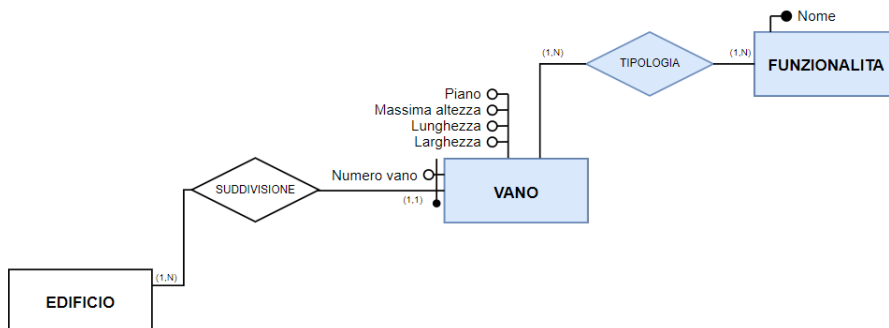 Nome
(1,N)
TIPOLOGIA
(1,N)
FUNZIONALITA
Piano
Massima altezza
Lunghezza
Larghezza
Numero vano
SUDDIVISIONE
(1,1)
VANO
(1,N)
EDIFICIO